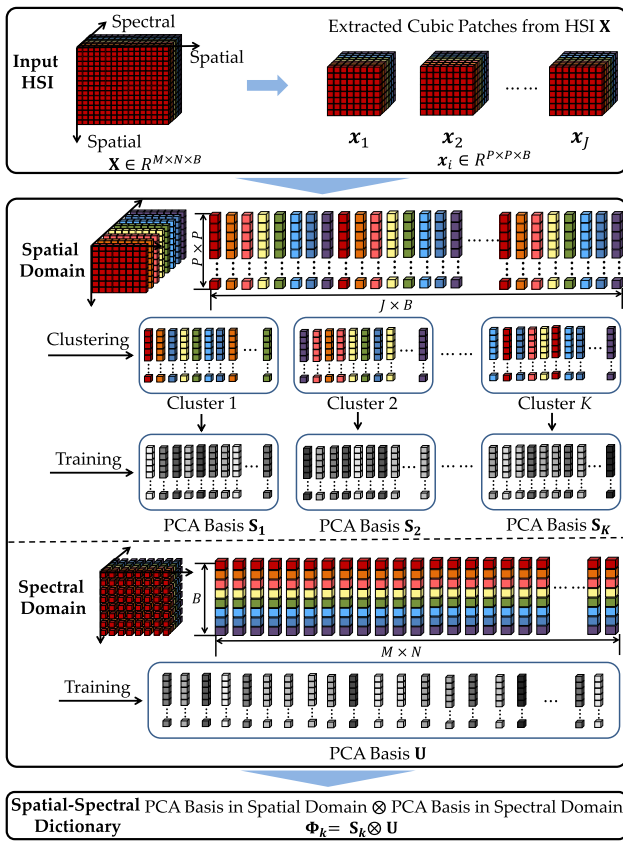 Spectral
Extracted Cubic Patches from HSI 𝐗
Input
HSI
Spatial
Spatial
𝐗 ∈ R^{M×N×B}
𝒙₁
𝒙₂
𝒙_J
𝒙ᵢ ∈ R^{P×P×B}
……
Spatial
Domain
P × P
……
J × B
Clustering
…
…
……
…
Cluster 1
Cluster 2
Cluster K
Training
…
…
……
…
PCA Basis 𝐒₁
PCA Basis 𝐒₂
PCA Basis 𝐒_K
Spectral
Domain
B
……
M × N
Training
…
PCA Basis 𝐔
Spatial-Spectral
Dictionary
PCA Basis in Spatial Domain ⊗ PCA Basis in Spectral Domain
𝚽ₖ= 𝐒ₖ⊗ 𝐔